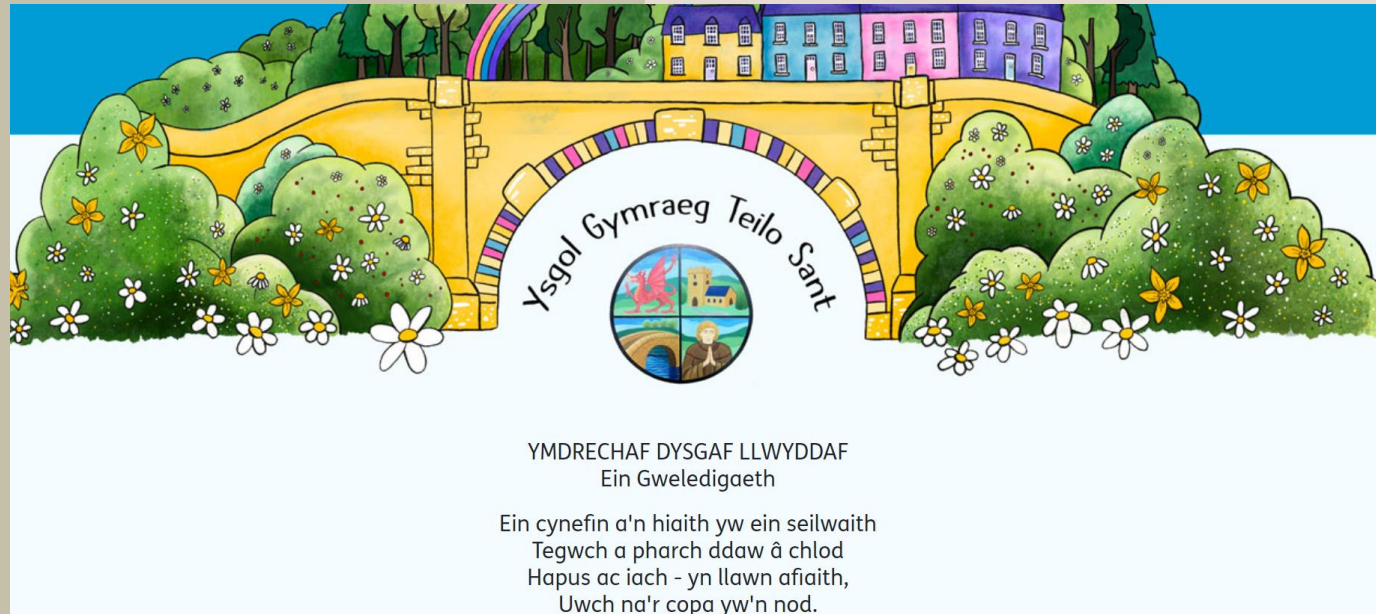 Ysgol Gymraeg Teilo Sant
YMDRECHAF DYSGAF LLWYDDAF
Ein Gweledigaeth
Ein cynefin a'n hiaith yw ein seilwaith
Tegwch a pharch ddaw â chlod
Hapus ac iach - yn llawn afiaith,
Uwch na'r copa yw'n nod.